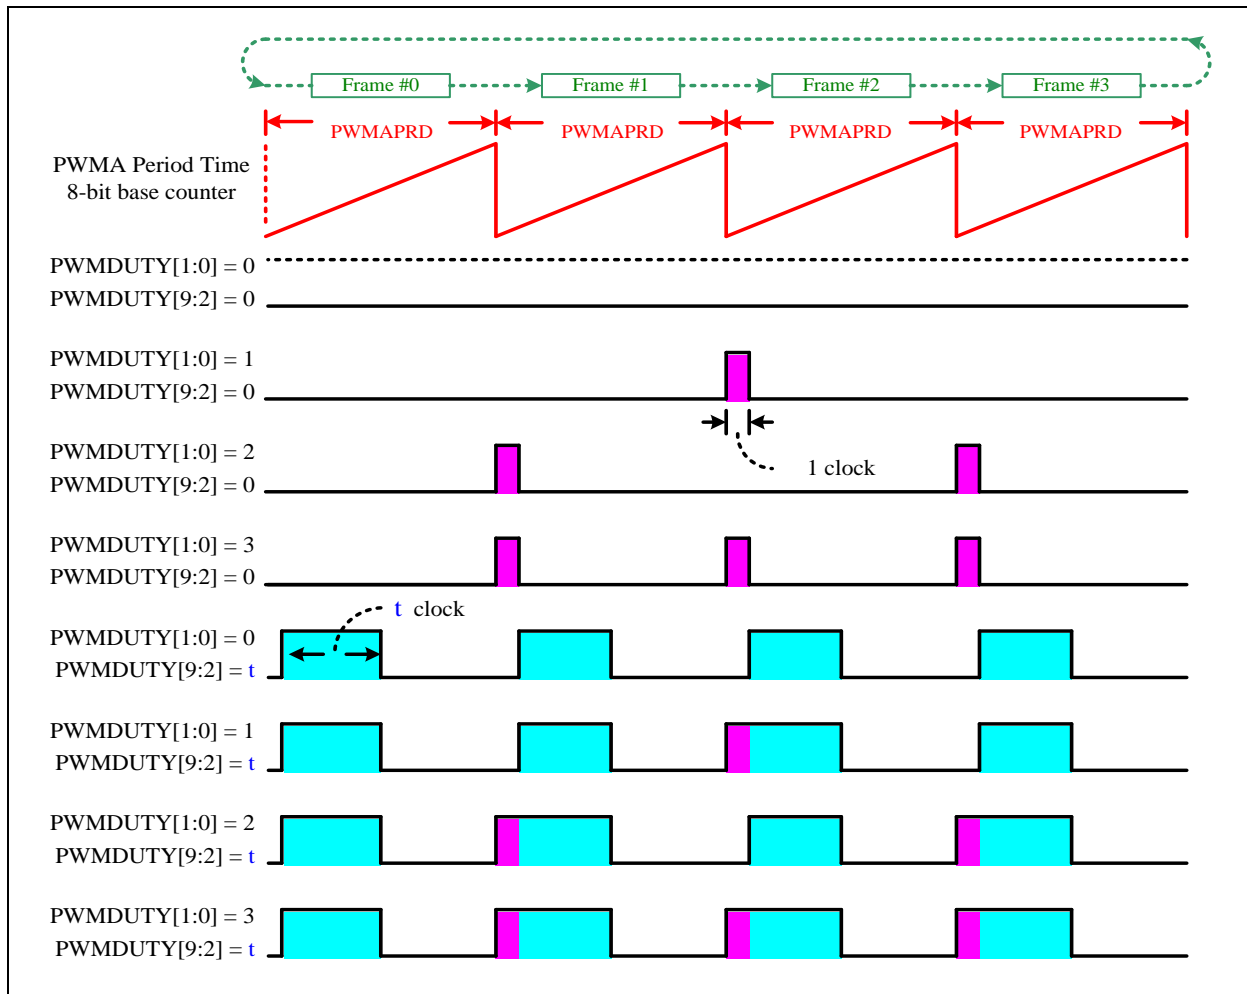 Frame #0 Frame #1 Frame #2 Frame #3
PWMAPRD PWMAPRD PWMAPRD PWMAPRD
PWMA Period Time
8-bit base counter
PWMDUTY[1:0] = 0
PWMDUTY[9:2] = 0
PWMDUTY[1:0] = 1
PWMDUTY[9:2] = 0
PWMDUTY[1:0] = 2
1 clock
PWMDUTY[9:2] = 0
PWMDUTY[1:0] = 3
PWMDUTY[9:2] = 0
t clock
PWMDUTY[1:0] = 0
PWMDUTY[9:2] = t
PWMDUTY[1:0] = 1
PWMDUTY[9:2] = t
PWMDUTY[1:0] = 2
PWMDUTY[9:2] = t
PWMDUTY[1:0] = 3
PWMDUTY[9:2] = t